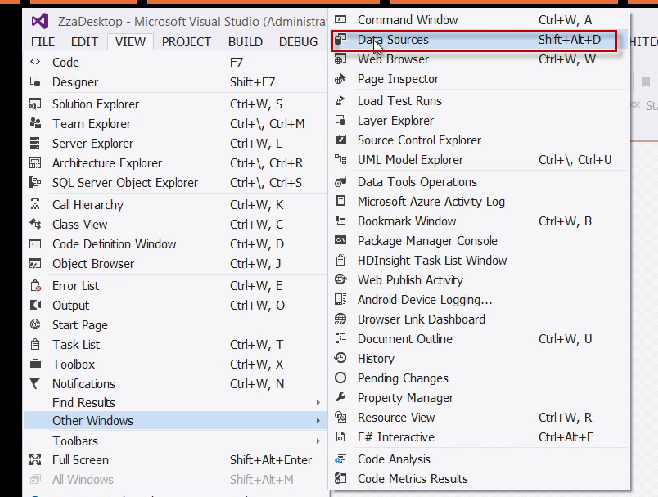 ZzaDesktop - Microsoft Visual Studio (Administra
FILE EDIT VIEW PROJECT BUILD DEBUG
HITEC
Code F7
Designer Shift+F7
Solution Explorer Ctrl+W, S
Team Explorer Ctrl+\, Ctrl+M
Server Explorer Ctrl+W, L
Architecture Explorer Ctrl+\, Ctrl+R
SQL Server Object Explorer Ctrl+\, Ctrl+S
Call Hierarchy Ctrl+W, K
Class View Ctrl+W, C
Code Definition Window Ctrl+W, D
Object Browser Ctrl+W, J
Error List Ctrl+W, E
Output Ctrl+W, O
Start Page
Task List Ctrl+W, T
Toolbox Ctrl+W, X
Notifications Ctrl+W, N
Find Results
Other Windows
Toolbars
Full Screen Shift+Alt+Enter
All Windows Shift+Alt+M
Command Window Ctrl+W, A
Data Sources Shift+Alt+D
Web Browser Ctrl+W, W
Page Inspector
Load Test Runs
Layer Explorer
Source Control Explorer
UML Model Explorer Ctrl+\, Ctrl+U
Data Tools Operations
Microsoft Azure Activity Log
Bookmark Window Ctrl+W, B
Package Manager Console
HDInsight Task List Window
Web Publish Activity
Android Device Logging...
Browser Link Dashboard
Document Outline Ctrl+W, U
History
Pending Changes
Property Manager
Resource View Ctrl+W, R
F# Interactive Ctrl+Alt+F
Code Analysis
Code Metrics Results